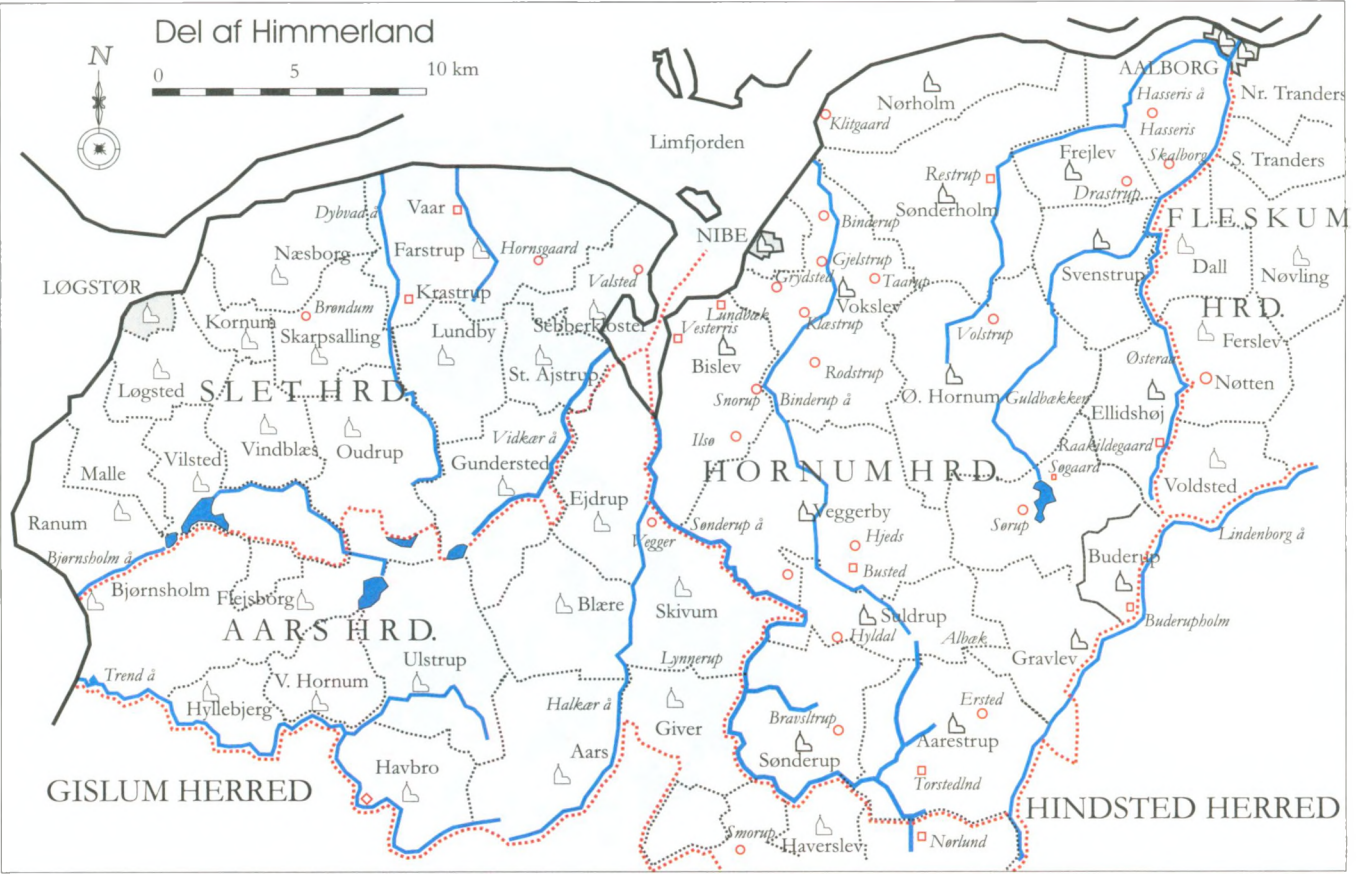 Del af Himmerland
N
0 5 10 km
Limfjorden
AALBORG
Hasseris å
Hasseris
Nr. Tranders
Skalborg
S. Tranders
Nørholm
Klitgaard
Frejlev
Drastrup
Restrup
Sønderholm
FLESKUM
HRD.
Dall
Nøvling
Svenstrup
Dybvad å
Vaar
Farstrup
Hornsgaard
Valsted
NIBE
Binderup
Gjelstrup
Grydsted
Taarup
Vokslev
Næsborg
LØGSTØR
Brøndum
Krastrup
Kornum
Skarpsalling
Lundby
Sebberkloster
Lundbæk
Vesterris
Klæstrup
Bislev
Volstrup
Ferslev
Østeraa
Nøtten
Løgsted
SLET HRD.
St. Ajstrup
Rodstrup
Snorup
Binderup å
Ø. Hornum
Guldbækken
Ellidshøj
Vindblæs
Oudrup
Vidkær å
Ilsø
Raakildegaard
Søgaard
Malle
Vilsted
Gundersted
HORNUM HRD.
Voldsted
Ranum
Ejdrup
Sønderup å
Vegger
Veggerby
Sørup
Lindenborg å
Hjeds
Busted
Bjørnsholm å
Bjørnsholm
Flejsborg
Blære
Skivum
Buderup
Buderupholm
AARS HRD.
Suldrup
Hyldal
Albæk
Gravlev
Trend å
Ulstrup
Lynnerup
V. Hornum
Hyllebjerg
Halkær å
Giver
Ersted
Bravsltrup
Aarestrup
Sønderup
Aars
Havbro
Torstedlnd
GISLUM HERRED
HINDSTED HERRED
Smorup
Haverslev
Nørlund